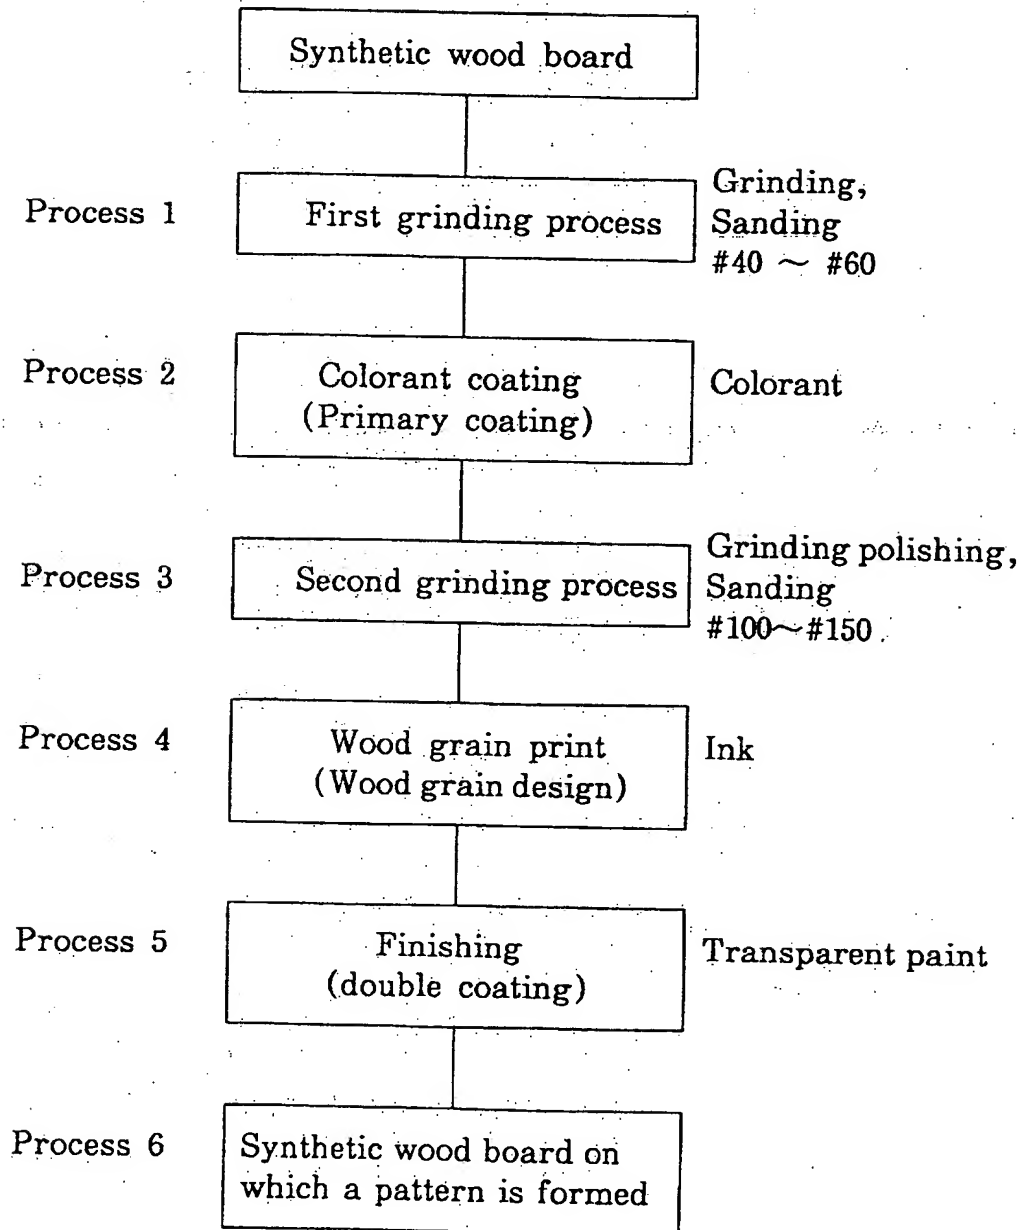 Synthetic wood board
Process 1
First grinding process
Grinding,
Sanding
#40 ~ #60
Process 2
Colorant coating
(Primary coating)
Colorant
Process 3
Second grinding process
Grinding polishing,
Sanding
#100~#150
Process 4
Wood grain print
(Wood grain design)
Ink
Process 5
Finishing
(double coating)
Transparent paint
Process 6
Synthetic wood board on
which a pattern is formed